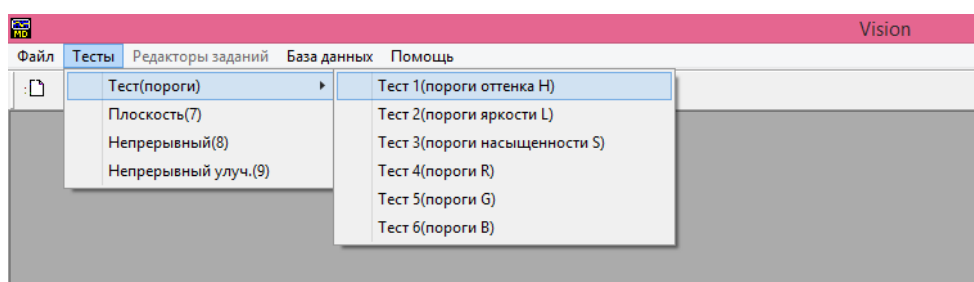 Vision
Файл Тесты Редакторы заданий База данных Помощь
Тест(пороги)
Плоскость(7)
Непрерывный(8)
Непрерывный улуч.(9)
Тест 1(пороги оттенка H)
Тест 2(пороги яркости L)
Тест 3(пороги насыщенности S)
Тест 4(пороги R)
Тест 5(пороги G)
Тест 6(пороги B)